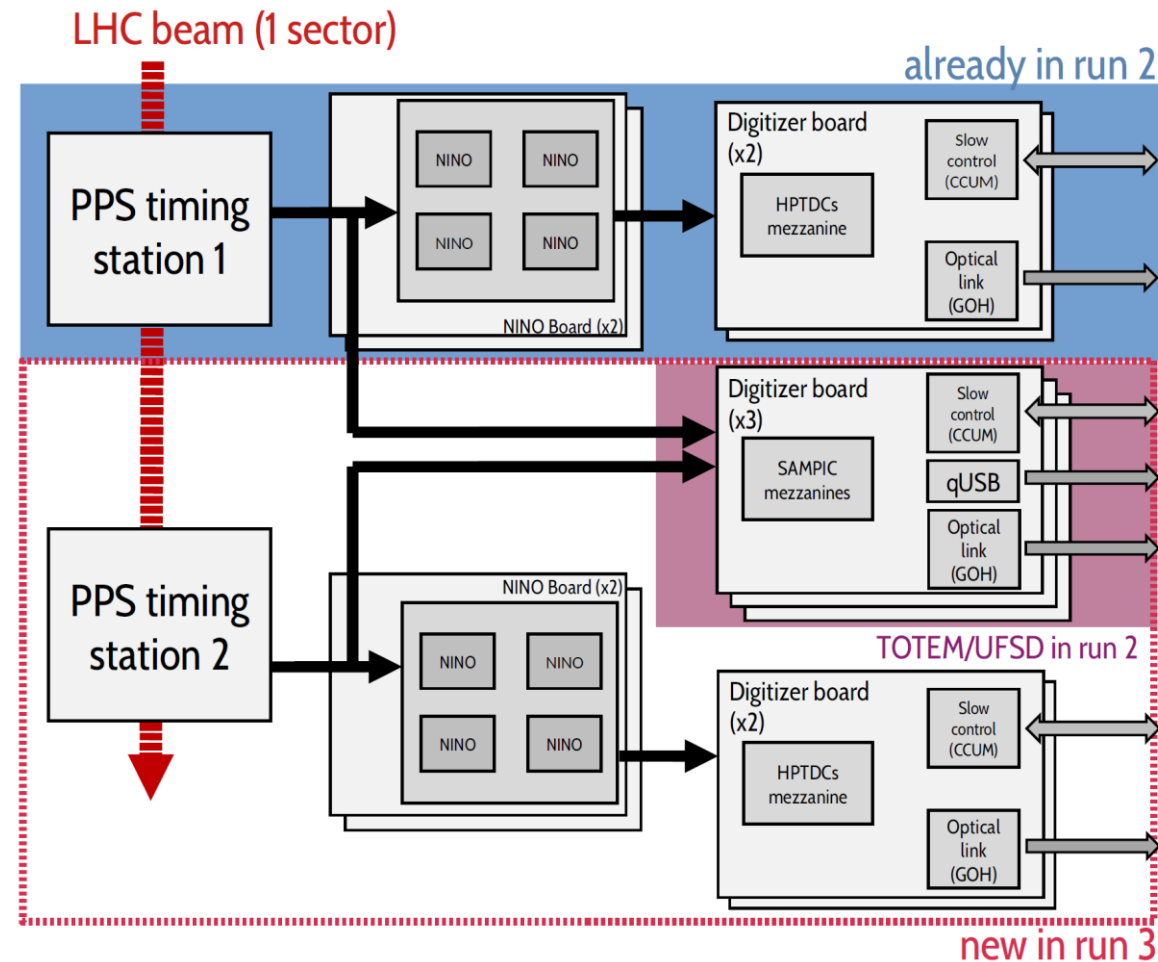 LHC beam (1 sector)
already in run 2
PPS timing
station 1
NINO
NINO
NINO
NINO
NINO Board (x2)
Digitizer board
(x2)
HPTDCs
mezzanine
Slow
control
(CCUM)
Optical
link
(GOH)
Digitizer board
(x3)
SAMPIC
mezzanines
Slow
control
(CCUM)
qUSB
Optical
link
(GOH)
TOTEM/UFSD in run 2
PPS timing
station 2
NINO Board (x2)
NINO
NINO
NINO
NINO
Digitizer board
(x2)
HPTDCs
mezzanine
Slow
control
(CCUM)
Optical
link
(GOH)
new in run 3